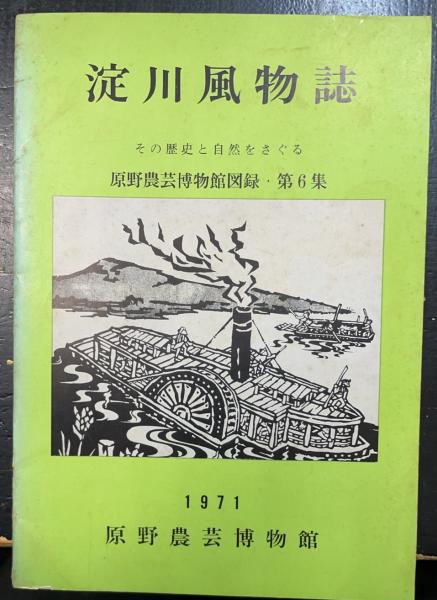 淀川風物誌
その歴史と自然をさぐる
原野農芸博物館図録・第6集
1971
原野農芸博物館